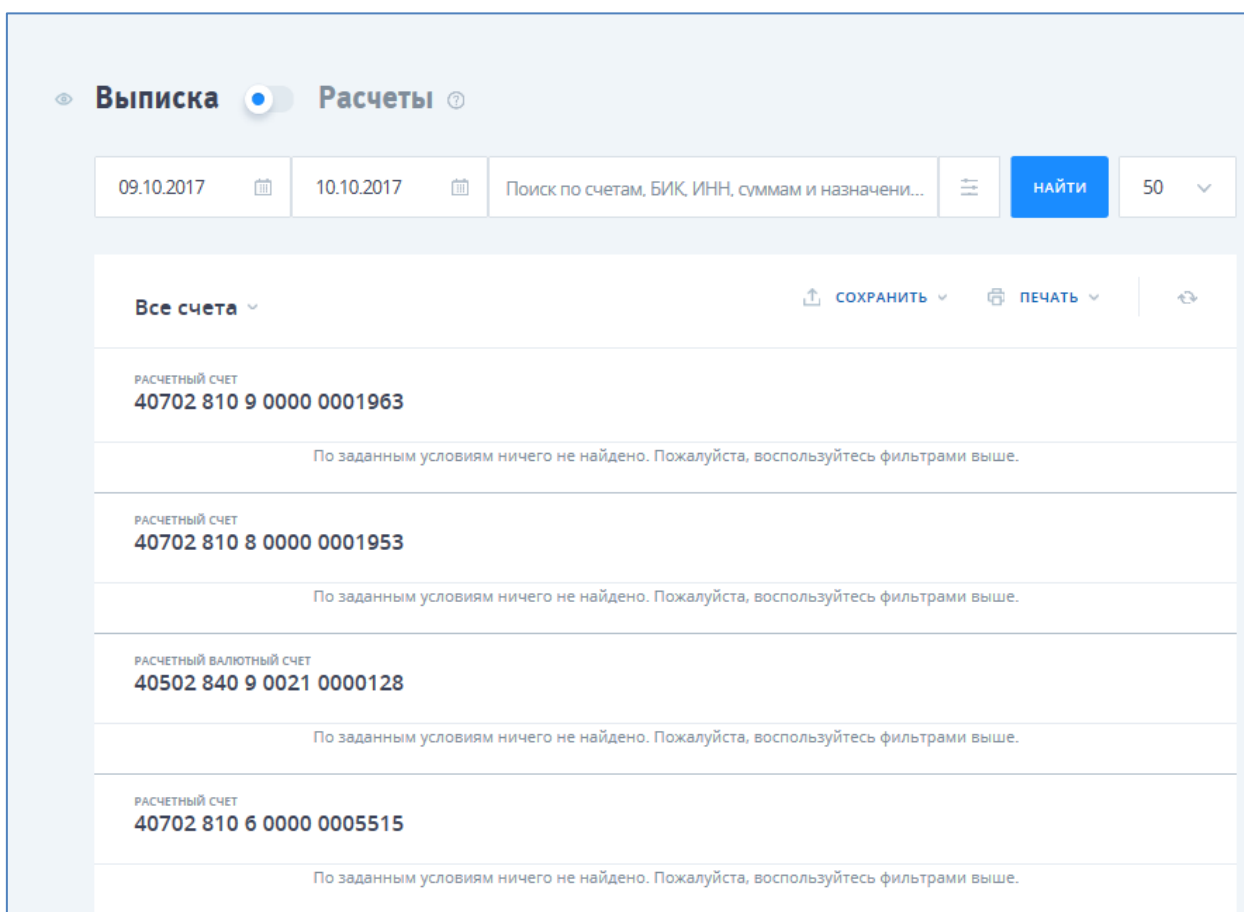 Выписка Расчеты ?
09.10.2017 10.10.2017 Поиск по счетам, БИК, ИНН, суммам и назначени... НАЙТИ 50
Все счета СОХРАНИТЬ ПЕЧАТЬ
РАСЧЕТНЫЙ СЧЕТ
40702 810 9 0000 0001963
По заданным условиям ничего не найдено. Пожалуйста, воспользуйтесь фильтрами выше.
РАСЧЕТНЫЙ СЧЕТ
40702 810 8 0000 0001953
По заданным условиям ничего не найдено. Пожалуйста, воспользуйтесь фильтрами выше.
РАСЧЕТНЫЙ ВАЛЮТНЫЙ СЧЕТ
40502 840 9 0021 0000128
По заданным условиям ничего не найдено. Пожалуйста, воспользуйтесь фильтрами выше.
РАСЧЕТНЫЙ СЧЕТ
40702 810 6 0000 0005515
По заданным условиям ничего не найдено. Пожалуйста, воспользуйтесь фильтрами выше.